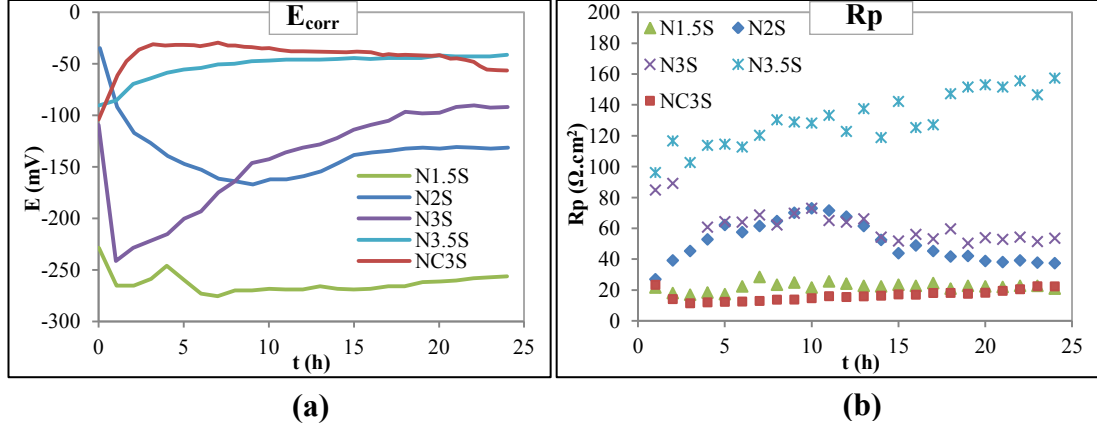 E_corr
0
-50
-100
-150
-200
-250
-300
E (mV)
0 5 10 15 20 25
t (h)
N1.5S
N2S
N3S
N3.5S
NC3S
(a)
Rp
200
180
160
140
120
100
80
60
40
20
0
Rp (Ω.cm²)
0 5 10 15 20 25
t (h)
N1.5S N2S
N3S N3.5S
NC3S
(b)